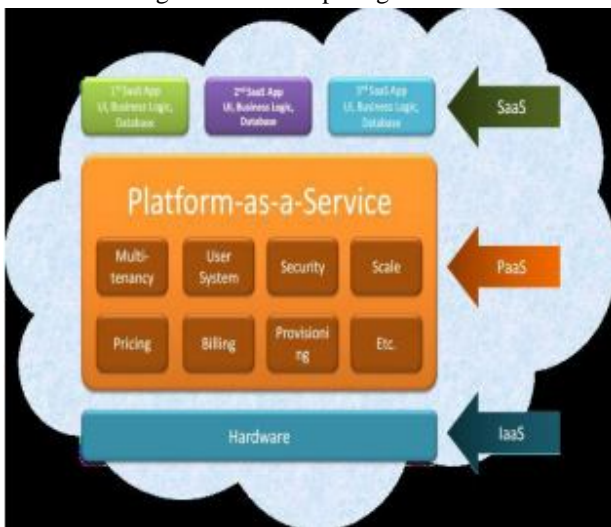 1st SaaS App
UI, Business Logic,
Database
2nd SaaS App
UI, Business Logic,
Database
3rd SaaS App
UI, Business Logic,
Database
SaaS
Platform-as-a-Service
Multi-
tenancy
User
System
Security
Scale
PaaS
Pricing
Billing
Provisioni
ng
Etc.
Hardware
IaaS